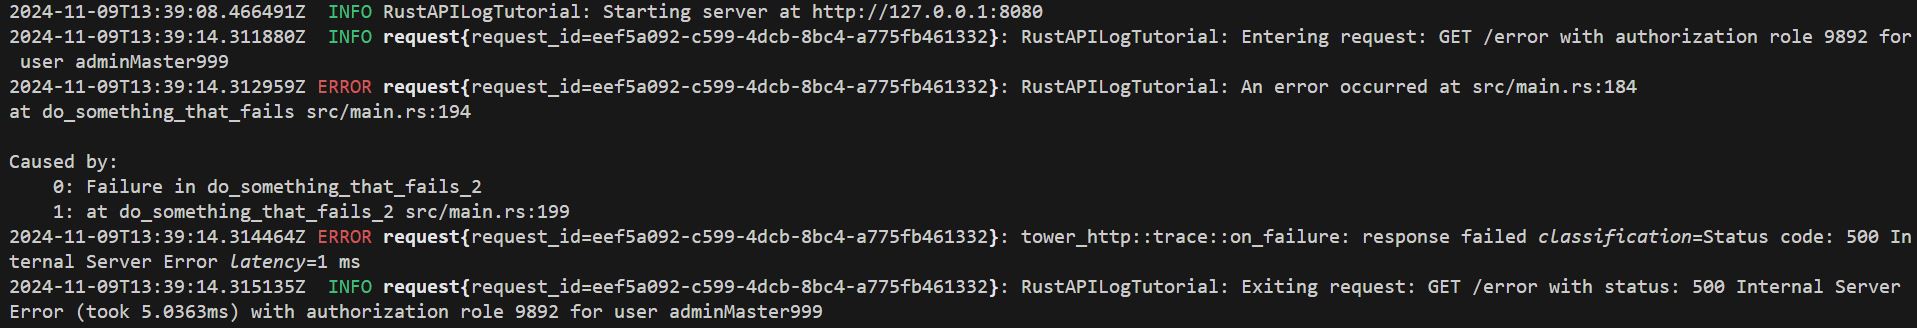 2024-11-09T13:39:08.466491Z  INFO RustAPILogTutorial: Starting server at http://127.0.0.1:8080
2024-11-09T13:39:14.311880Z  INFO request{request_id=eef5a092-c599-4dcb-8bc4-a775fb461332}: RustAPILogTutorial: Entering request: GET /error with authorization role 9892 for
 user adminMaster999
2024-11-09T13:39:14.312959Z ERROR request{request_id=eef5a092-c599-4dcb-8bc4-a775fb461332}: RustAPILogTutorial: An error occurred at src/main.rs:184
at do_something_that_fails src/main.rs:194

Caused by:
    0: Failure in do_something_that_fails_2
    1: at do_something_that_fails_2 src/main.rs:199
2024-11-09T13:39:14.314464Z ERROR request{request_id=eef5a092-c599-4dcb-8bc4-a775fb461332}: tower_http::trace::on_failure: response failed classification=Status code: 500 In
ternal Server Error latency=1 ms
2024-11-09T13:39:14.315135Z  INFO request{request_id=eef5a092-c599-4dcb-8bc4-a775fb461332}: RustAPILogTutorial: Exiting request: GET /error with status: 500 Internal Server
Error (took 5.0363ms) with authorization role 9892 for user adminMaster999